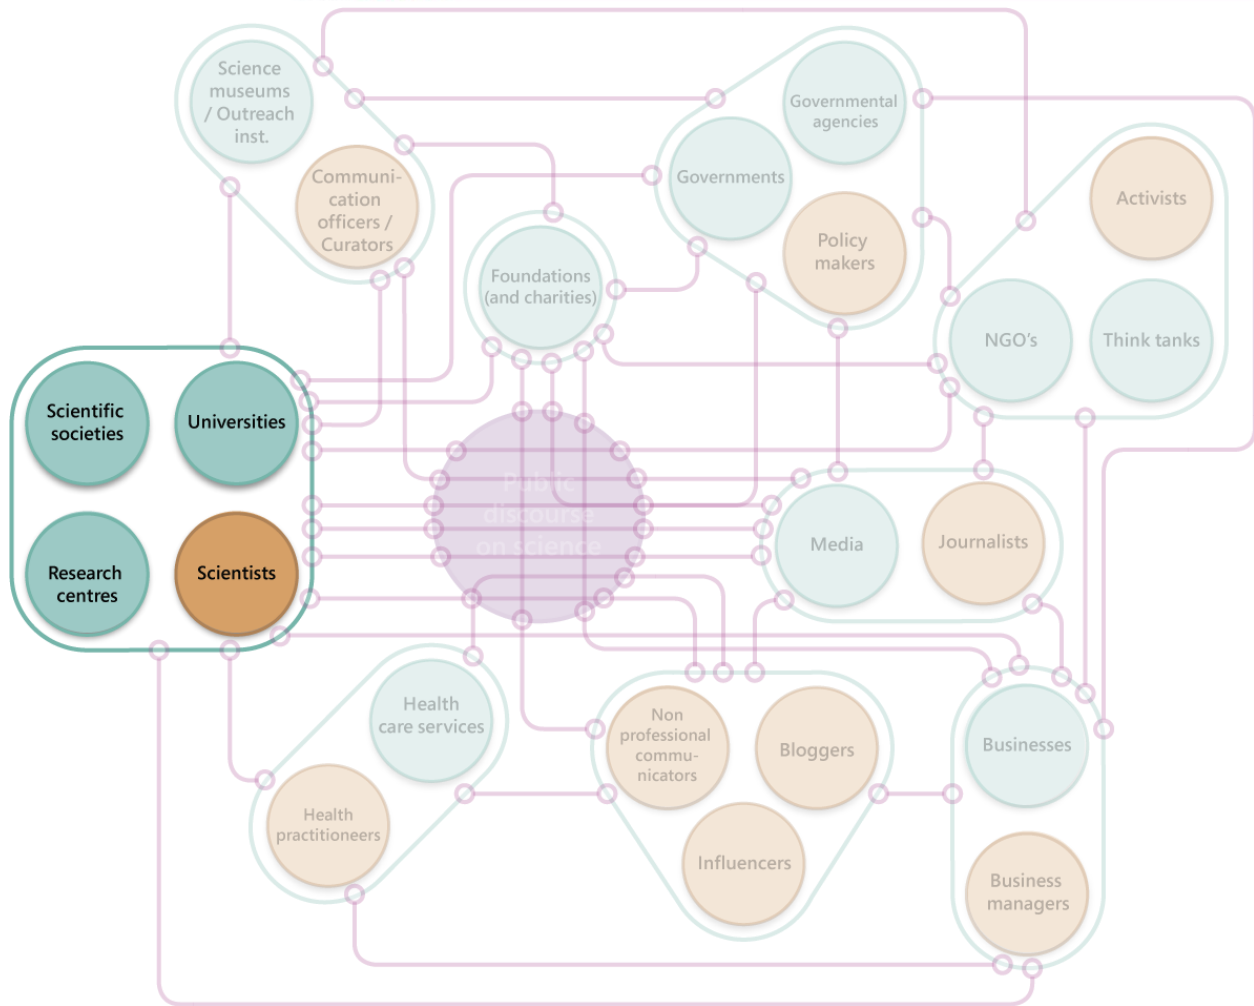 Science
museums
/ Outreach
inst.
Communi-
cation
officers /
Curators
Governmental
agencies
Governments
Policy
makers
Activists
NGO's
Think tanks
Foundations
(and charities)
Scientific
societies
Universities
Research
centres
Scientists
Public
discourse
on science
Media
Journalists
Health
care services
Health
practitioneers
Non
professional
commu-
nicators
Bloggers
Influencers
Businesses
Business
managers